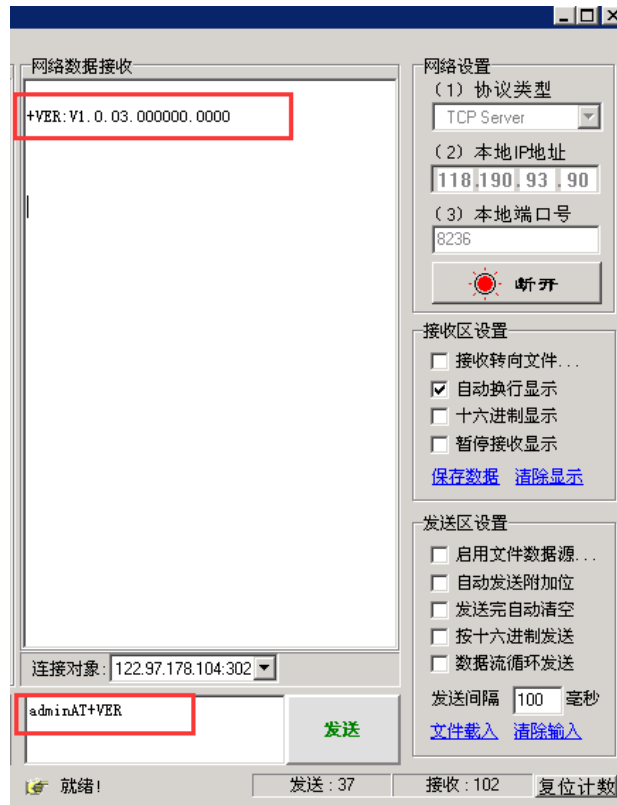 网络数据接收
+VER:V1.0.03.000000.0000
网络设置
（1）协议类型
TCP Server
（2）本地IP地址
118.190.93.90
（3）本地端口号
8236
断开
接收区设置
接收转向文件...
自动换行显示
十六进制显示
暂停接收显示
保存数据 清除显示
发送区设置
启用文件数据源...
自动发送附加位
发送完自动清空
按十六进制发送
数据流循环发送
发送间隔 100 毫秒
文件载入 清除输入
连接对象: 122.97.178.104:302
adminAT+VER
发送
就绪!
发送:37
接收:102
复位计数